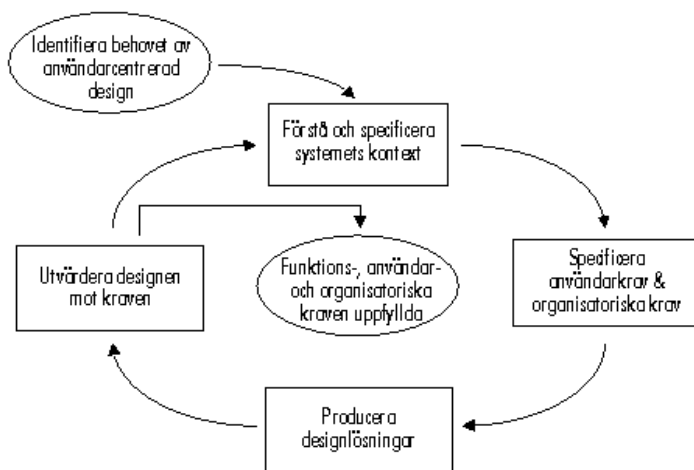 Identifiera behovet av
användarcentrerad
design
Förstå och specificera
systemets kontext
Specificera
användarkrav &
organisatoriska krav
Producera
designlösningar
Utvärdera designen
mot kraven
Funktions-, användar-
och organisatoriska
kraven uppfyllda